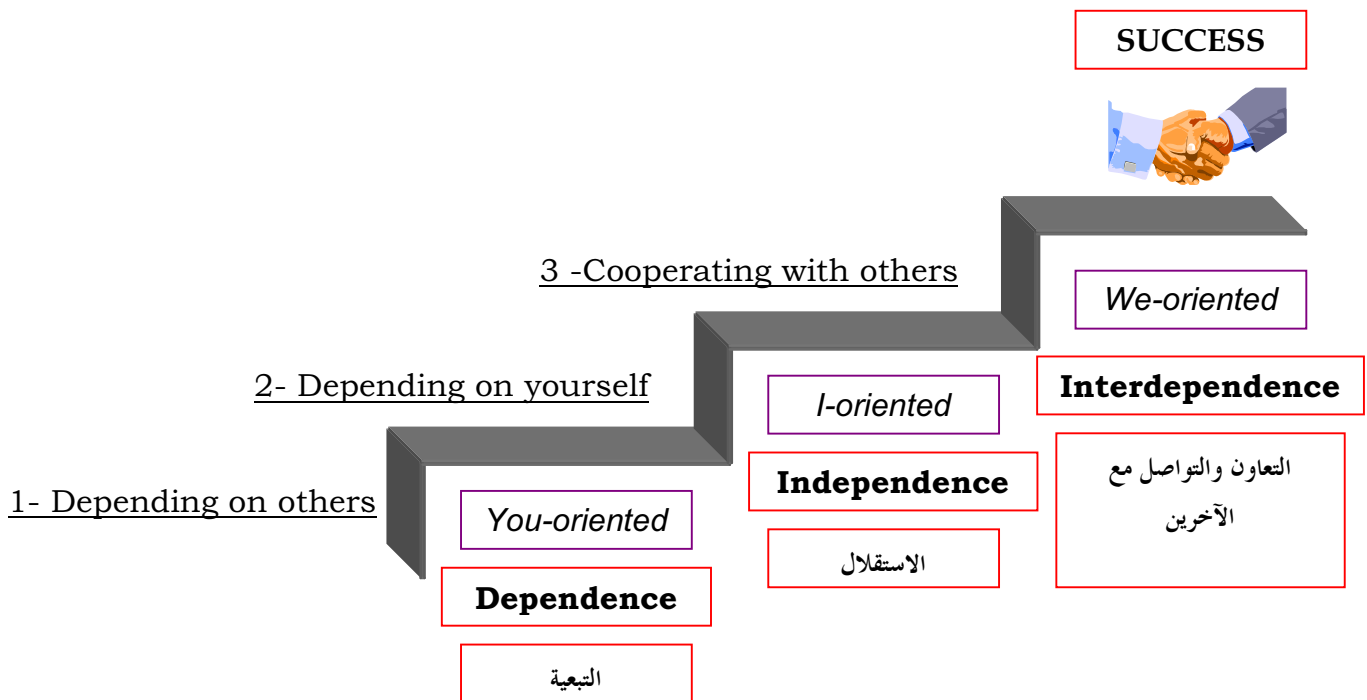 SUCCESS
3 -Cooperating with others
We-oriented
Interdependence
التعاون والتواصل مع
الآخرين
2- Depending on yourself
I-oriented
Independence
الاستقلال
1- Depending on others
You-oriented
Dependence
التبعية